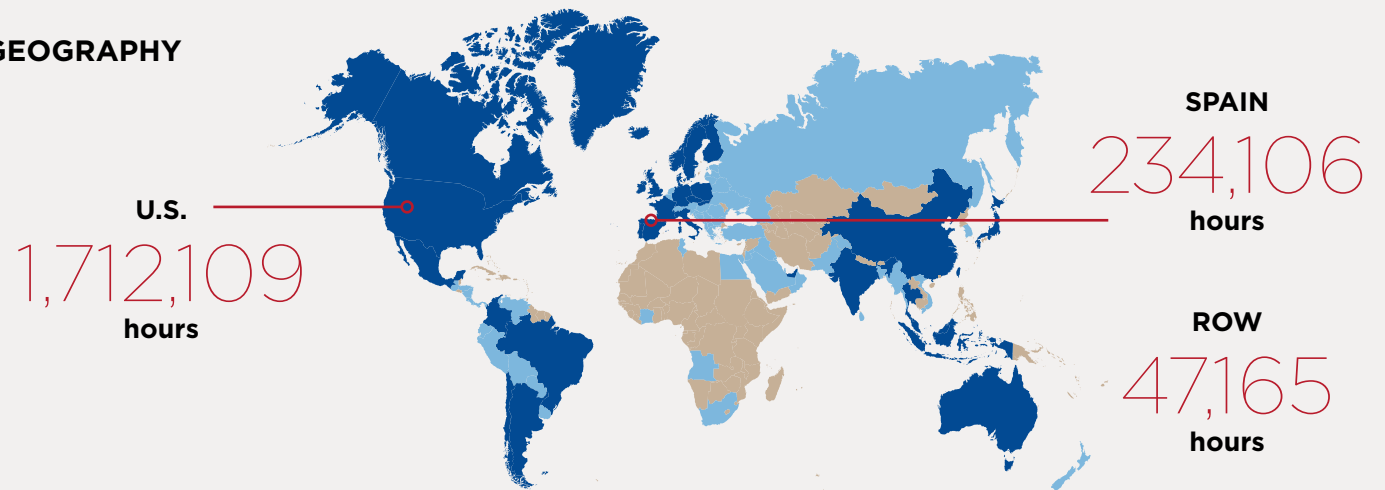 GEOGRAPHY
U.S.
1,712,109
hours
SPAIN
234,106
hours
ROW
47,165
hours